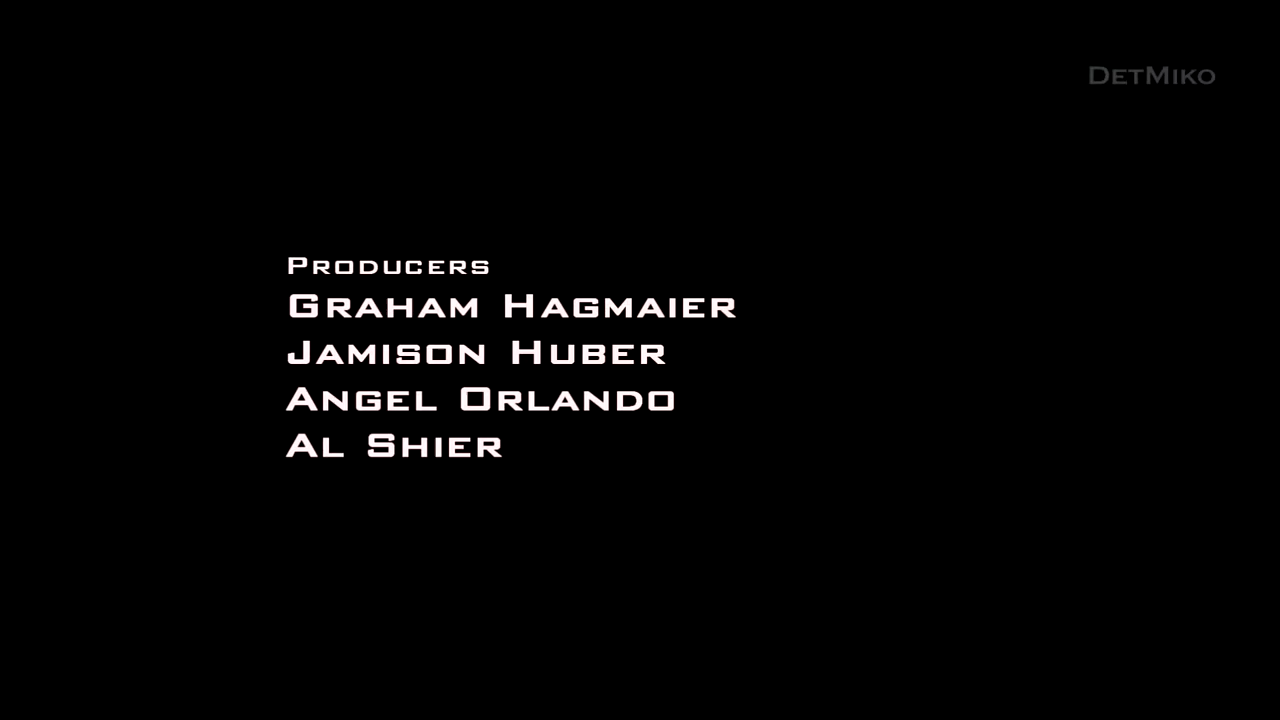 DetMiko
Producers
Graham Hagmaier
Jamison Huber
Angel Orlando
Al Shier